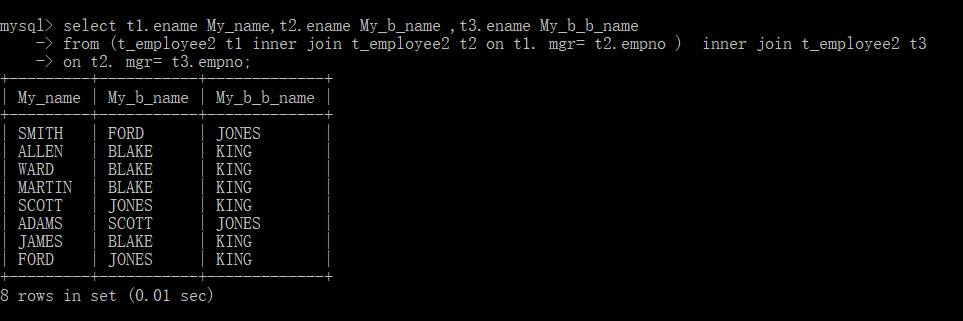 mysql> select t1.ename My_name,t2.ename My_b_name ,t3.ename My_b_b_name
    -> from (t_employee2 t1 inner join t_employee2 t2 on t1. mgr= t2.empno )  inner join t_employee2 t3
    -> on t2. mgr= t3.empno;
+---------+-----------+-------------+
| My_name | My_b_name | My_b_b_name |
+---------+-----------+-------------+
| SMITH   | FORD      | JONES       |
| ALLEN   | BLAKE     | KING        |
| WARD    | BLAKE     | KING        |
| MARTIN  | BLAKE     | KING        |
| SCOTT   | JONES     | KING        |
| ADAMS   | SCOTT     | JONES       |
| JAMES   | BLAKE     | KING        |
| FORD    | JONES     | KING        |
+---------+-----------+-------------+
8 rows in set (0.01 sec)